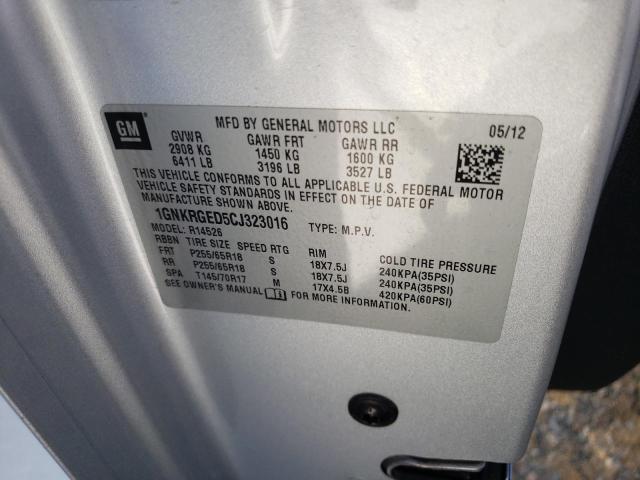 GM
MFD BY GENERAL MOTORS LLC 05/12
GVWR GAWR FRT GAWR RR
2908 KG 1450 KG 1600 KG
6411 LB 3196 LB 3527 LB
THIS VEHICLE CONFORMS TO ALL APPLICABLE U.S. FEDERAL MOTOR
VEHICLE SAFETY STANDARDS IN EFFECT ON THE DATE OF
MANUFACTURE SHOWN ABOVE.
1GNKRGED5CJ323016 TYPE: M.P.V.
MODEL: R14526
RBBN TIRE SIZE SPEED RTG RIM COLD TIRE PRESSURE
FRT P255/65R18 S 18X7.5J 240KPA(35PSI)
RR P255/65R18 S 18X7.5J 240KPA(35PSI)
SPA T145/70R17 M 17X4.5B 420KPA(60PSI)
SEE OWNER'S MANUAL FOR MORE INFORMATION.